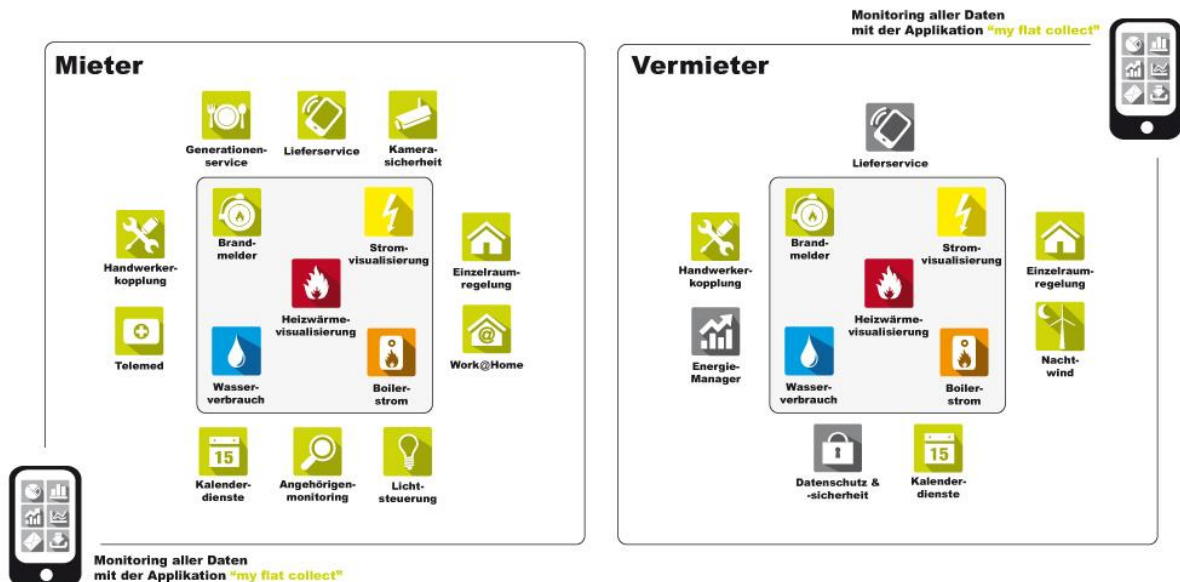 Monitoring aller Daten
mit der Applikation “my flat collect”
Mieter
Generationen-
service
Lieferservice
Kamera-
sicherheit
Brand-
melder
Strom-
visualisierung
Handwerker-
kopplung
Einzelraum-
regelung
Heizwärme-
visualisierung
Telemed
Work@Home
Wasser-
verbrauch
Boiler-
strom
15
Kalender-
dienste
Angehörigen-
monitoring
Licht-
steuerung
Monitoring aller Daten
mit der Applikation “my flat collect”
Vermieter
Lieferservice
Brand-
melder
Strom-
visualisierung
Handwerker-
kopplung
Einzelraum-
regelung
Heizwärme-
visualisierung
Energie-
Manager
Nacht-
wind
Wasser-
verbrauch
Boiler-
strom
Datenschutz &
-sicherheit
15
Kalender-
dienste